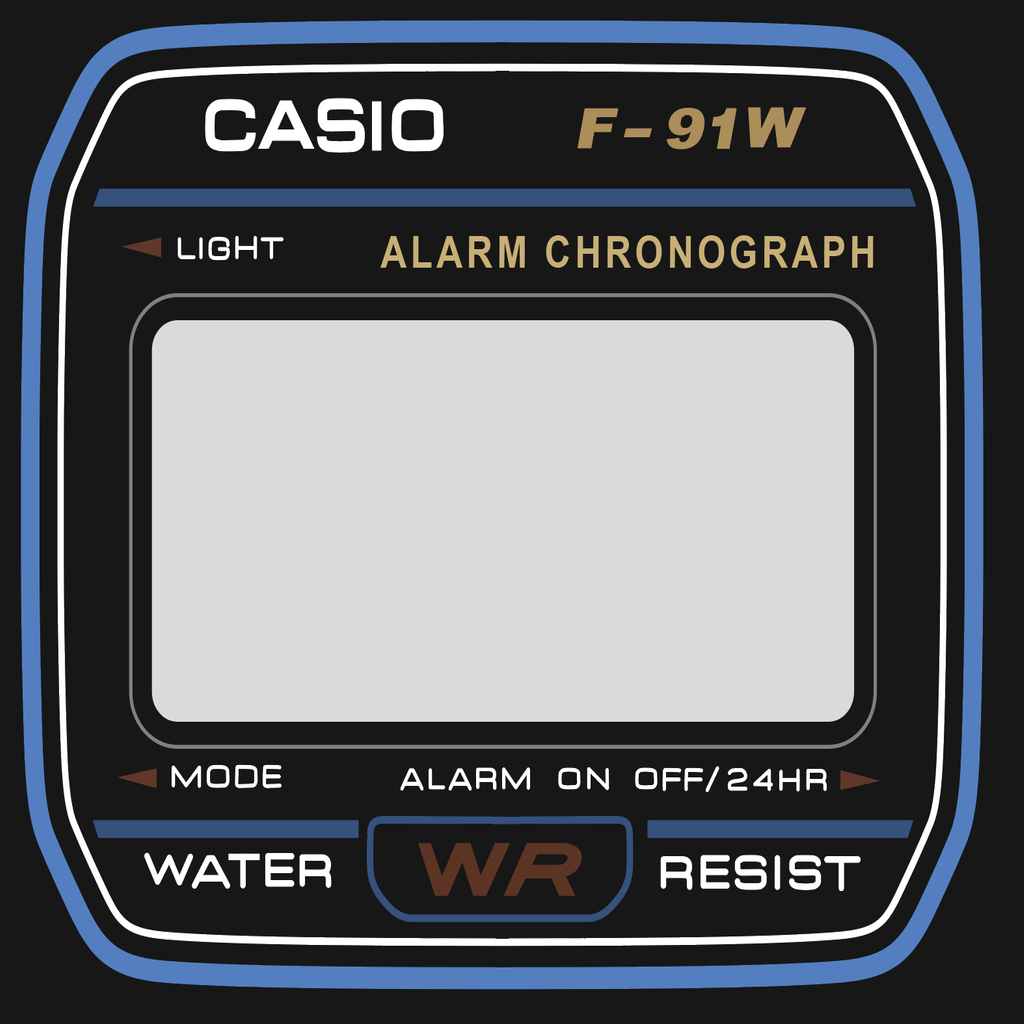 CASIO F-91W
LIGHT ALARM CHRONOGRAPH
MODE ALARM ON OFF/24HR
WATER WR RESIST